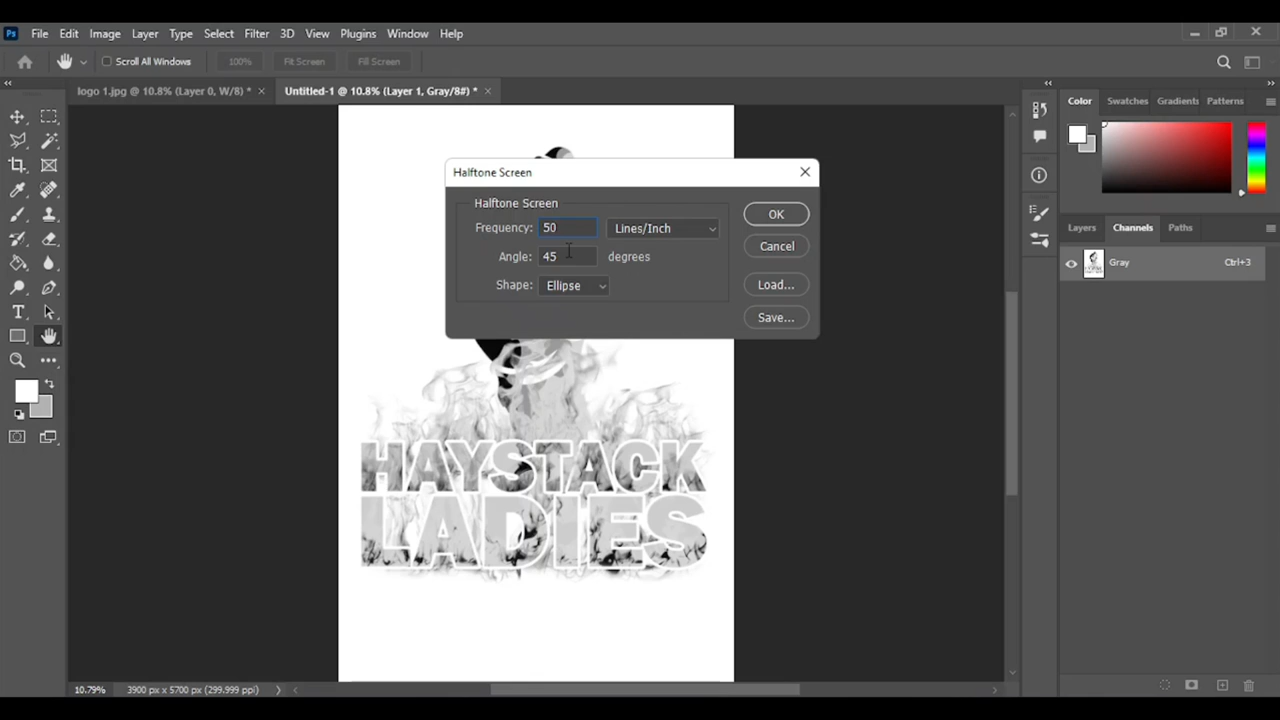 Ps File Edit Image Layer Type Select Filter 3D View Plugins Window Help
Scroll All Windows 100% Fit Screen Fill Screen
logo 1.jpg @ 10.8% (Layer 0, W/8) * × Untitled-1 @ 10.8% (Layer 1, Gray/8#) * ×
Color Swatches Gradients Patterns
Halftone Screen
Halftone Screen
Frequency: 50 Lines/Inch
Angle: 45 degrees
Shape: Ellipse
OK
Cancel
Load...
Save...
Layers Channels Paths
Gray Ctrl+3
HAYSTACK
LADIES
10.79% 3900 px x 5700 px (299.999 ppi)